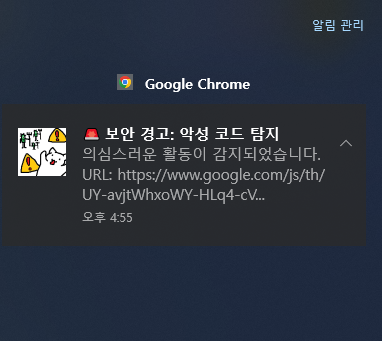 알림 관리
Google Chrome
🚨 보안 경고: 악성 코드 탐지
의심스러운 활동이 감지되었습니다.
URL: https://www.google.com/js/th/
UY-avjtWhxoWY-HLq4-cV...
오후 4:55